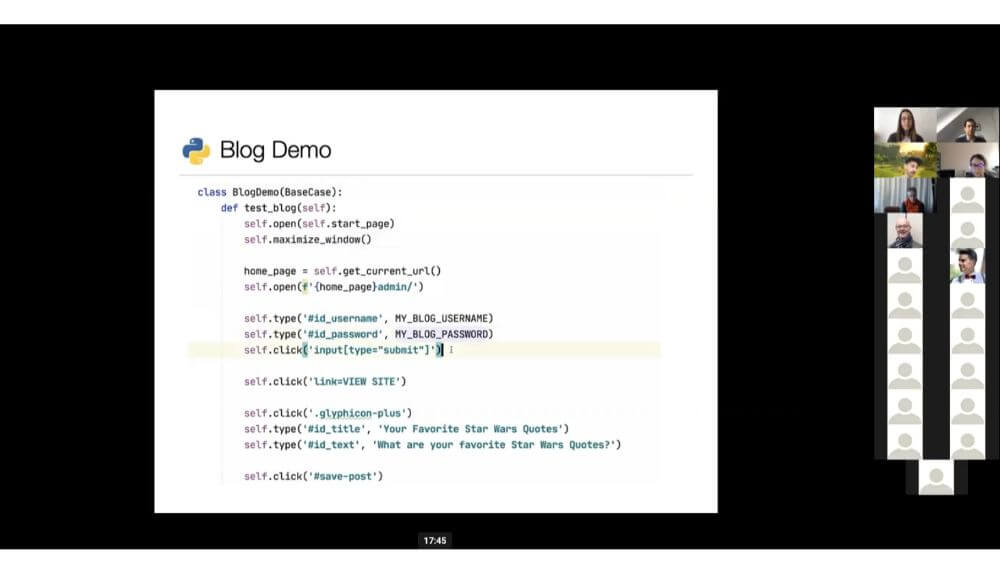 Blog Demo
class BlogDemo(BaseCase):
def test_blog(self):
self.open(self.start_page)
self.maximize_window()
home_page = self.get_current_url()
self.open(f'{home_page}admin/')
self.type('#id_username', MY_BLOG_USERNAME)
self.type('#id_password', MY_BLOG_PASSWORD)
self.click('input[type="submit"]')
self.click('link=VIEW SITE')
self.click('.glyphicon-plus')
self.type('#id_title', 'Your Favorite Star Wars Quotes')
self.type('#id_text', 'What are your favorite Star Wars Quotes?')
self.click('#save-post')
17:45